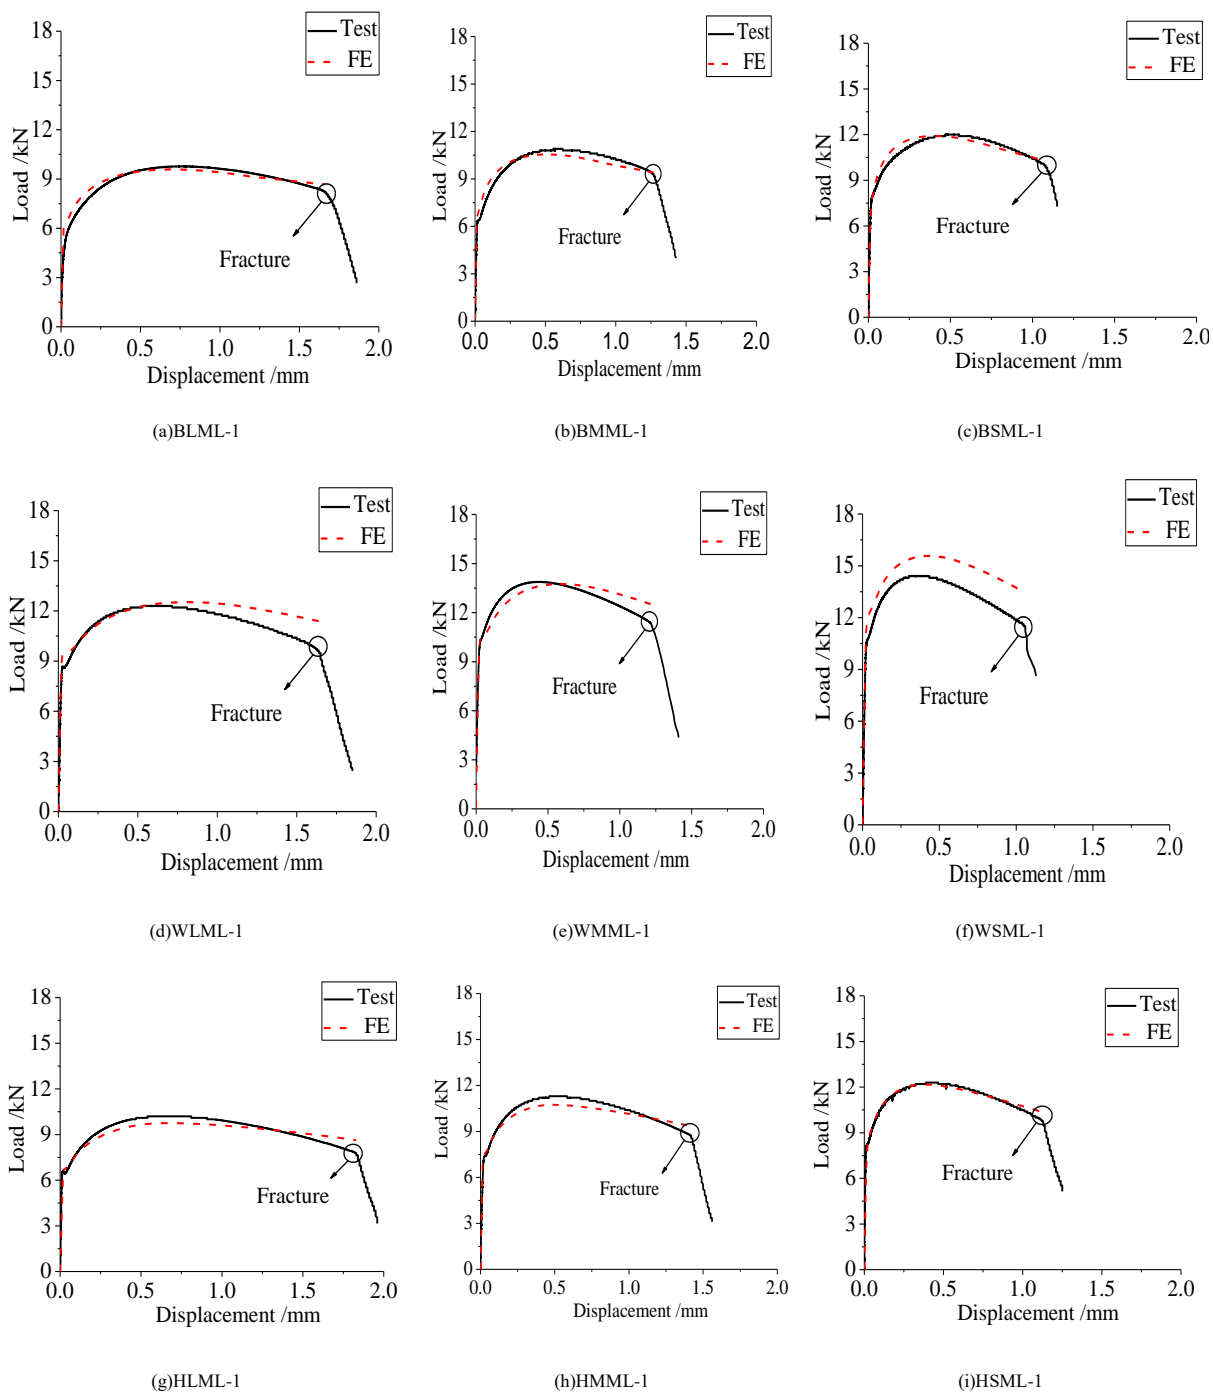 Test
FE
18
15
12
9
6
3
0
Load /kN
Fracture
0.0 0.5 1.0 1.5 2.0
Displacement /mm
(a)BLML-1
Test
FE
18
15
12
9
6
3
0
Load /kN
Fracture
0.0 0.5 1.0 1.5 2.0
Displacement /mm
(b)BMML-1
Test
FE
18
15
12
9
6
3
0
Load /kN
Fracture
0.0 0.5 1.0 1.5 2.0
Displacement /mm
(c)BSML-1
Test
FE
18
15
12
9
6
3
0
Load /kN
Fracture
0.0 0.5 1.0 1.5 2.0
Displacement /mm
(d)WLML-1
Test
FE
18
15
12
9
6
3
0
Load /kN
Fracture
0.0 0.5 1.0 1.5 2.0
Displacement /mm
(e)WMML-1
Test
FE
18
15
12
9
6
3
0
Load /kN
Fracture
0.0 0.5 1.0 1.5 2.0
Displacement /mm
(f)WSML-1
Test
FE
18
15
12
9
6
3
0
Load /kN
Fracture
0.0 0.5 1.0 1.5 2.0
Displacement /mm
(g)HLML-1
Test
FE
18
15
12
9
6
3
0
Load /kN
Fracture
0.0 0.5 1.0 1.5 2.0
Displacement /mm
(h)HMML-1
Test
FE
18
15
12
9
6
3
0
Load /kN
Fracture
0.0 0.5 1.0 1.5 2.0
Displacement /mm
(i)HSML-1